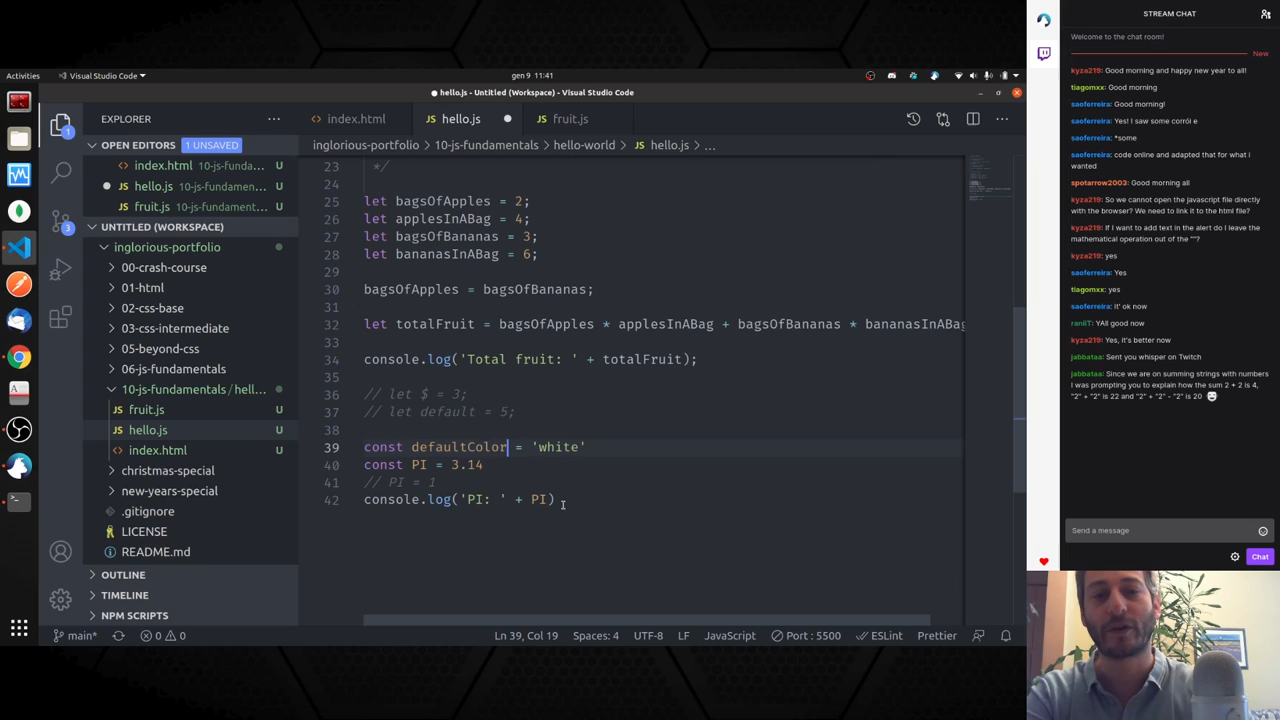 Activities
Visual Studio Code
gen 9 11:41
hello.js - Untitled (Workspace) - Visual Studio Code
EXPLORER
OPEN EDITORS
1 UNSAVED
index.html 10-js-funda...
hello.js 10-js-fundamen...
fruit.js 10-js-fundament...
UNTITLED (WORKSPACE)
inglorious-portfolio
00-crash-course
01-html
02-css-base
03-css-intermediate
05-beyond-css
06-js-fundamentals
10-js-fundamentals / hell...
fruit.js U
hello.js U
index.html U
christmas-special
new-years-special
.gitignore
LICENSE
README.md
OUTLINE
TIMELINE
NPM SCRIPTS
index.html
hello.js
fruit.js
inglorious-portfolio > 10-js-fundamentals > hello-world > JS hello.js > ...
23
24
25 let bagsOfApples = 2;
26 let applesInABag = 4;
27 let bagsOfBananas = 3;
28 let bananasInABag = 6;
29
30 bagsOfApples = bagsOfBananas;
31
32 let totalFruit = bagsOfApples * applesInABag + bagsOfBananas * bananasInABag
33
34 console.log('Total fruit: ' + totalFruit);
35
36 // let $ = 3;
37 // let default = 5;
38
39 const defaultColor = 'white'
40 const PI = 3.14
41 // PI = 1
42 console.log('PI: ' + PI)
main*
0 0
Ln 39, Col 19
Spaces: 4
UTF-8
LF
JavaScript
Port : 5500
ESLint
Prettier
STREAM CHAT
Welcome to the chat room!
New
kyza219: Good morning and happy new year to all!
tiagomxx: Good morning
saoferreira: Good morning!
saoferreira: Yes! I saw some corrói e
saoferreira: *some
saoferreira: code online and adapted that for what i
wanted
spotarrow2003: Good morning all
kyza219: So we cannot open the javascript file directly
with the browser? We need to link it to the html file?
kyza219: If I want to add text in the alert do I leave the
mathematical operation out of the ""?
kyza219: yes
saoferreira: Yes
tiagomxx: yes
saoferreira: it' ok now
raniiT: YAll good now
kyza219: Yes, it's better now
jabbataa: Sent you whisper on Twitch
jabbataa: Since we are on summing strings with numbers
I was prompting you to explain how the sum 2 + 2 is 4,
"2" + "2" is 22 and "2" + "2" - "2" is 20
Send a message
Chat